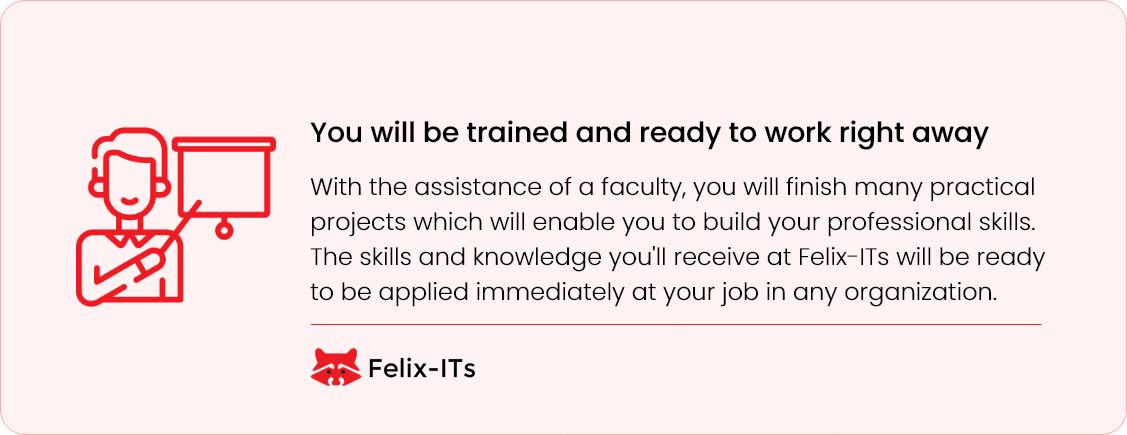 You will be trained and ready to work right away
With the assistance of a faculty, you will finish many practical
projects which will enable you to build your professional skills.
The skills and knowledge you'll receive at Felix-ITs will be ready
to be applied immediately at your job in any organization.
Felix-ITs